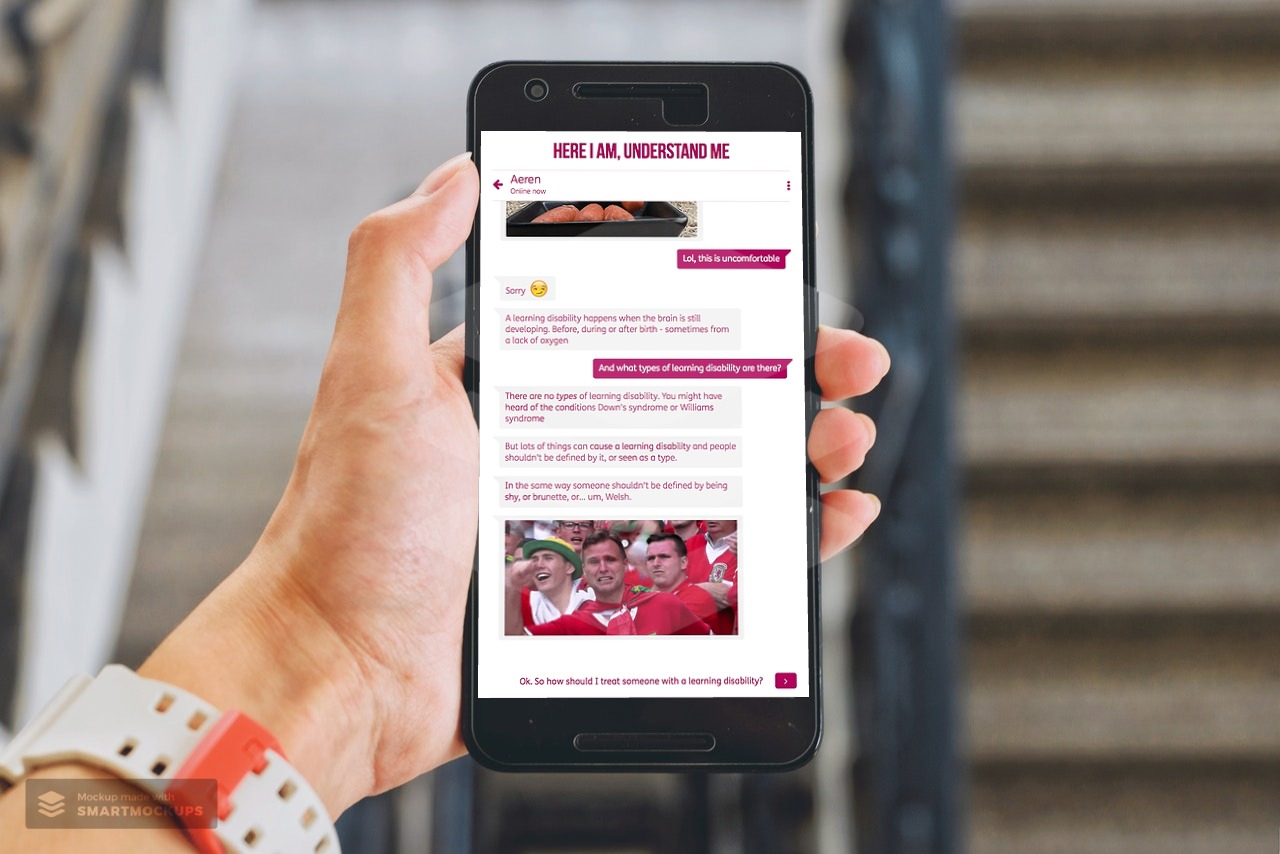 HERE I AM, UNDERSTAND ME
Aeren
Online now
Lol, this is uncomfortable
Sorry 😏
A learning disability happens when the brain is still
developing. Before, during or after birth - sometimes from
a lack of oxygen
And what types of learning disability are there?
There are no types of learning disability. You might have
heard of the conditions Down's syndrome or Williams
syndrome
But lots of things can cause a learning disability and people
shouldn't be defined by it, or seen as a type.
In the same way someone shouldn't be defined by being
shy, or brunette, or... um, Welsh.
Ok. So how should I treat someone with a learning disability?
Mockup made with
SMARTMOCKUPS